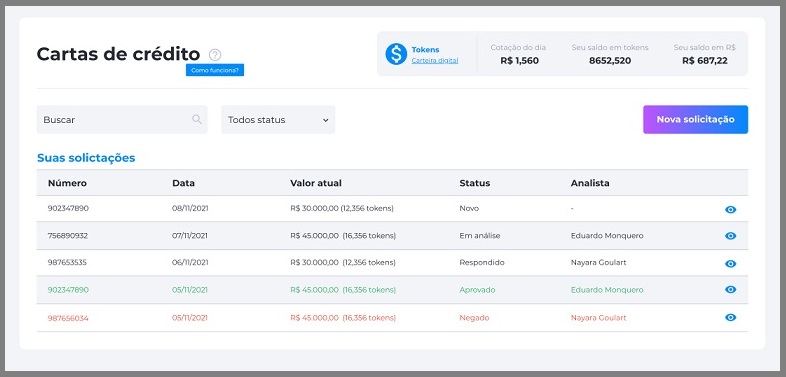 Cartas de crédito
Como funciona?
Tokens
Carteira digital
Cotação do dia
R$ 1,560
Seu saldo em tokens
8652,520
Seu saldo em R$
R$ 687,22
Buscar
Todos status
Nova solicitação
Suas solictações
Número Data Valor atual Status Analista
902347890 08/11/2021 R$ 30.000,00 (12,356 tokens) Novo -
756890932 07/11/2021 R$ 45.000,00 (16,356 tokens) Em análise Eduardo Monquero
987653535 06/11/2021 R$ 30.000,00 (12,356 tokens) Respondido Nayara Goulart
902347890 05/11/2021 R$ 45.000,00 (16,356 tokens) Aprovado Eduardo Monquero
987656034 05/11/2021 R$ 45.000,00 (16,356 tokens) Negado Nayara Goulart